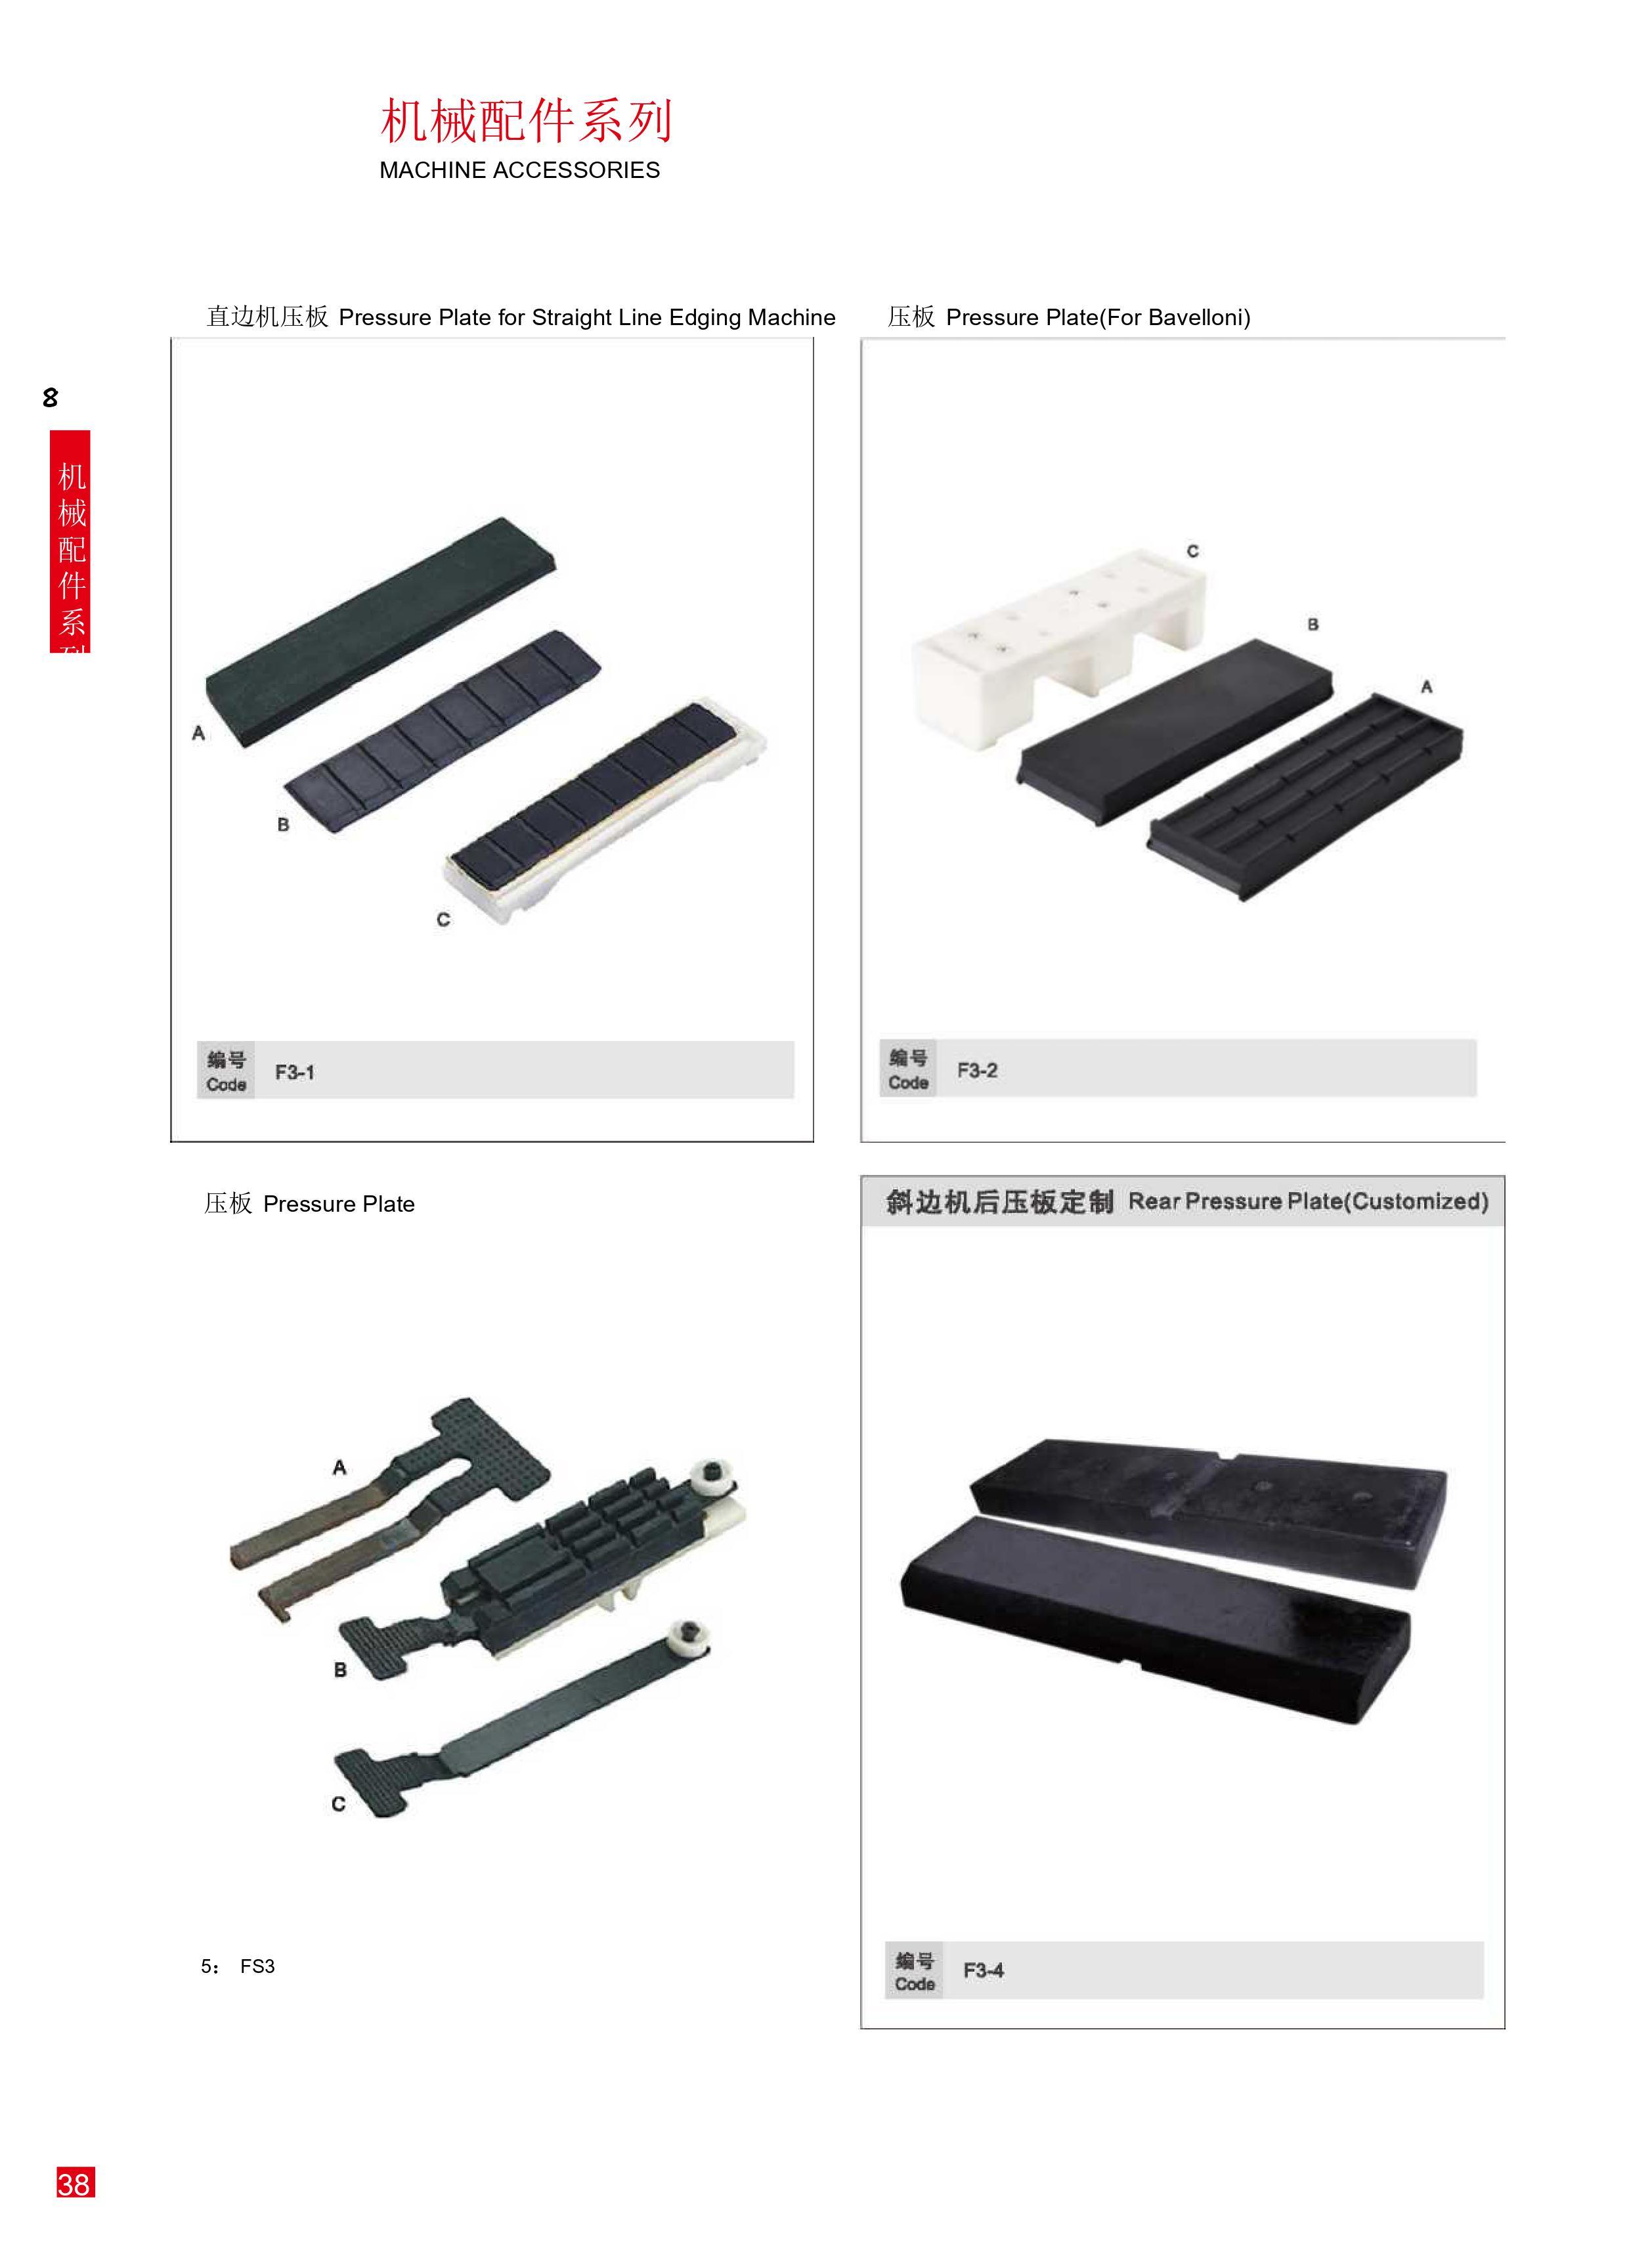 机械配件系列
MACHINE ACCESSORIES
8
机械配件系列
直边机压板 Pressure Plate for Straight Line Edging Machine
A
B
C
编号
Code
F3-1
压板 Pressure Plate(For Bavelloni)
C
B
A
编号
Code
F3-2
压板 Pressure Plate
A
B
C
5： FS3
斜边机后压板定制 Rear Pressure Plate(Customized)
编号
Code
F3-4
38